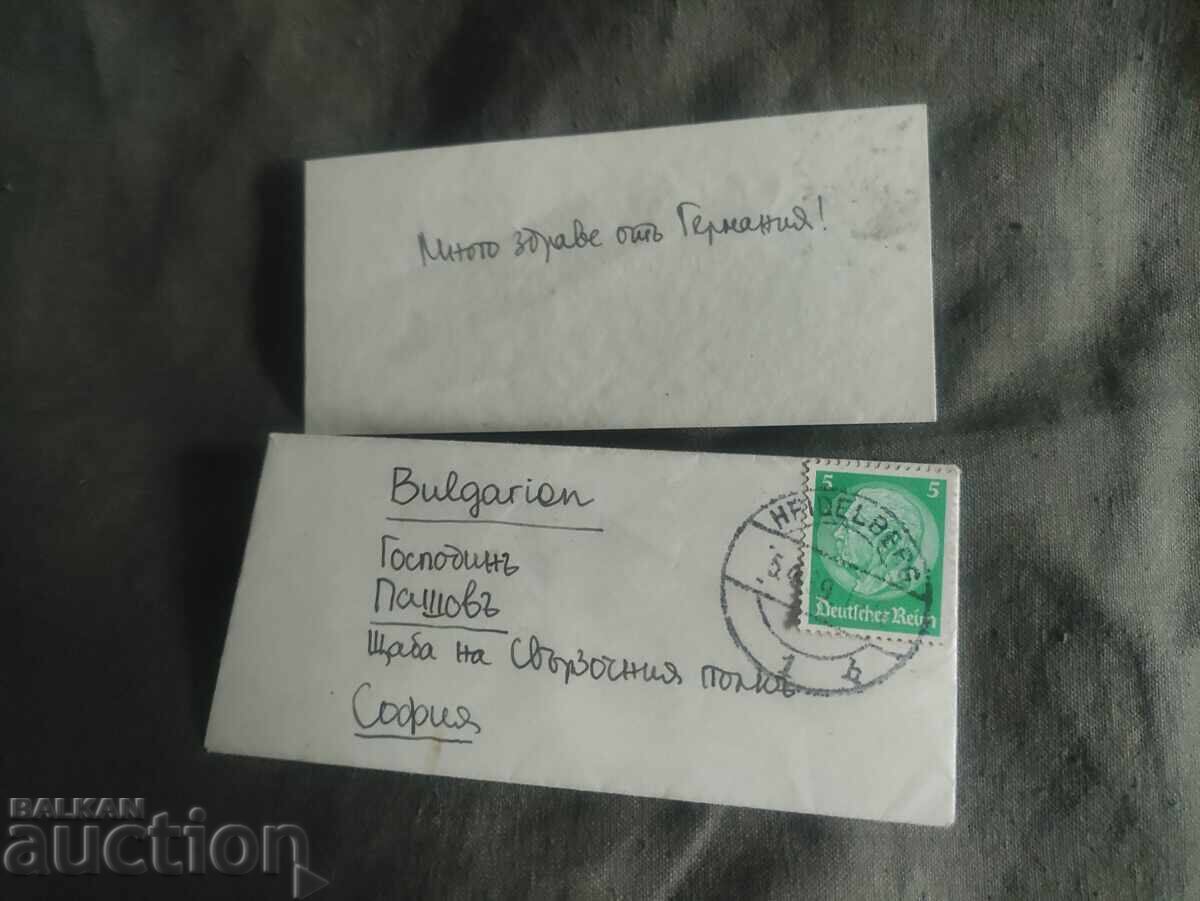 Много здраве отъ Германия!
Bulgarien
Господинъ
Пашовъ
Щаба на Свързочния полкъ
София
5 5
Deutsches Reich
HEIDELBERG
1 b
BALKAN
auction